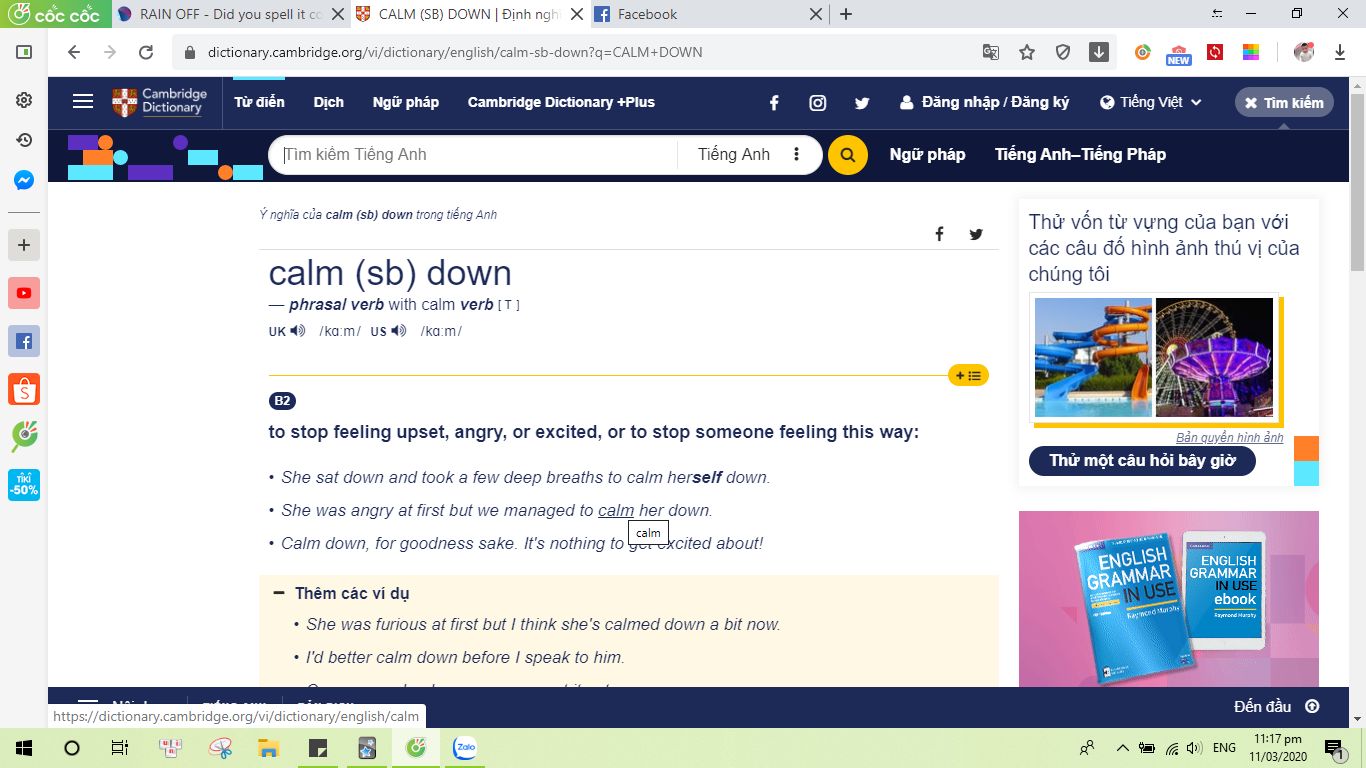 cốc cốc
RAIN OFF - Did you spell it co
CALM (SB) DOWN | Định ngh
Facebook
dictionary.cambridge.org/vi/dictionary/english/calm-sb-down?q=CALM+DOWN
NEW
Cambridge
Dictionary
Từ điển
Dịch
Ngữ pháp
Cambridge Dictionary +Plus
Đăng nhập / Đăng ký
Tiếng Việt
Tìm kiếm
Tìm kiếm Tiếng Anh
Tiếng Anh
Ngữ pháp
Tiếng Anh–Tiếng Pháp
Ý nghĩa của calm (sb) down trong tiếng Anh
calm (sb) down
— phrasal verb with calm verb [ T ]
UK /kɑːm/ US /kɑːm/
B2
to stop feeling upset, angry, or excited, or to stop someone feeling this way:
• She sat down and took a few deep breaths to calm herself down.
• She was angry at first but we managed to calm her down.
calm
• Calm down, for goodness sake. It's nothing to get excited about!
Thêm các ví dụ
• She was furious at first but I think she's calmed down a bit now.
• I'd better calm down before I speak to him.
Thử vốn từ vựng của bạn với
các câu đố hình ảnh thú vị của
chúng tôi
Bản quyền hình ảnh
Thử một câu hỏi bây giờ
ENGLISH
GRAMMAR
IN USE
Raymond Murphy
ENGLISH
GRAMMAR
IN USE
ebook
Raymond Murphy
Đến đầu
https://dictionary.cambridge.org/vi/dictionary/english/calm
TIKI
-50%
Zalo
ENG
11:17 pm
11/03/2020
1